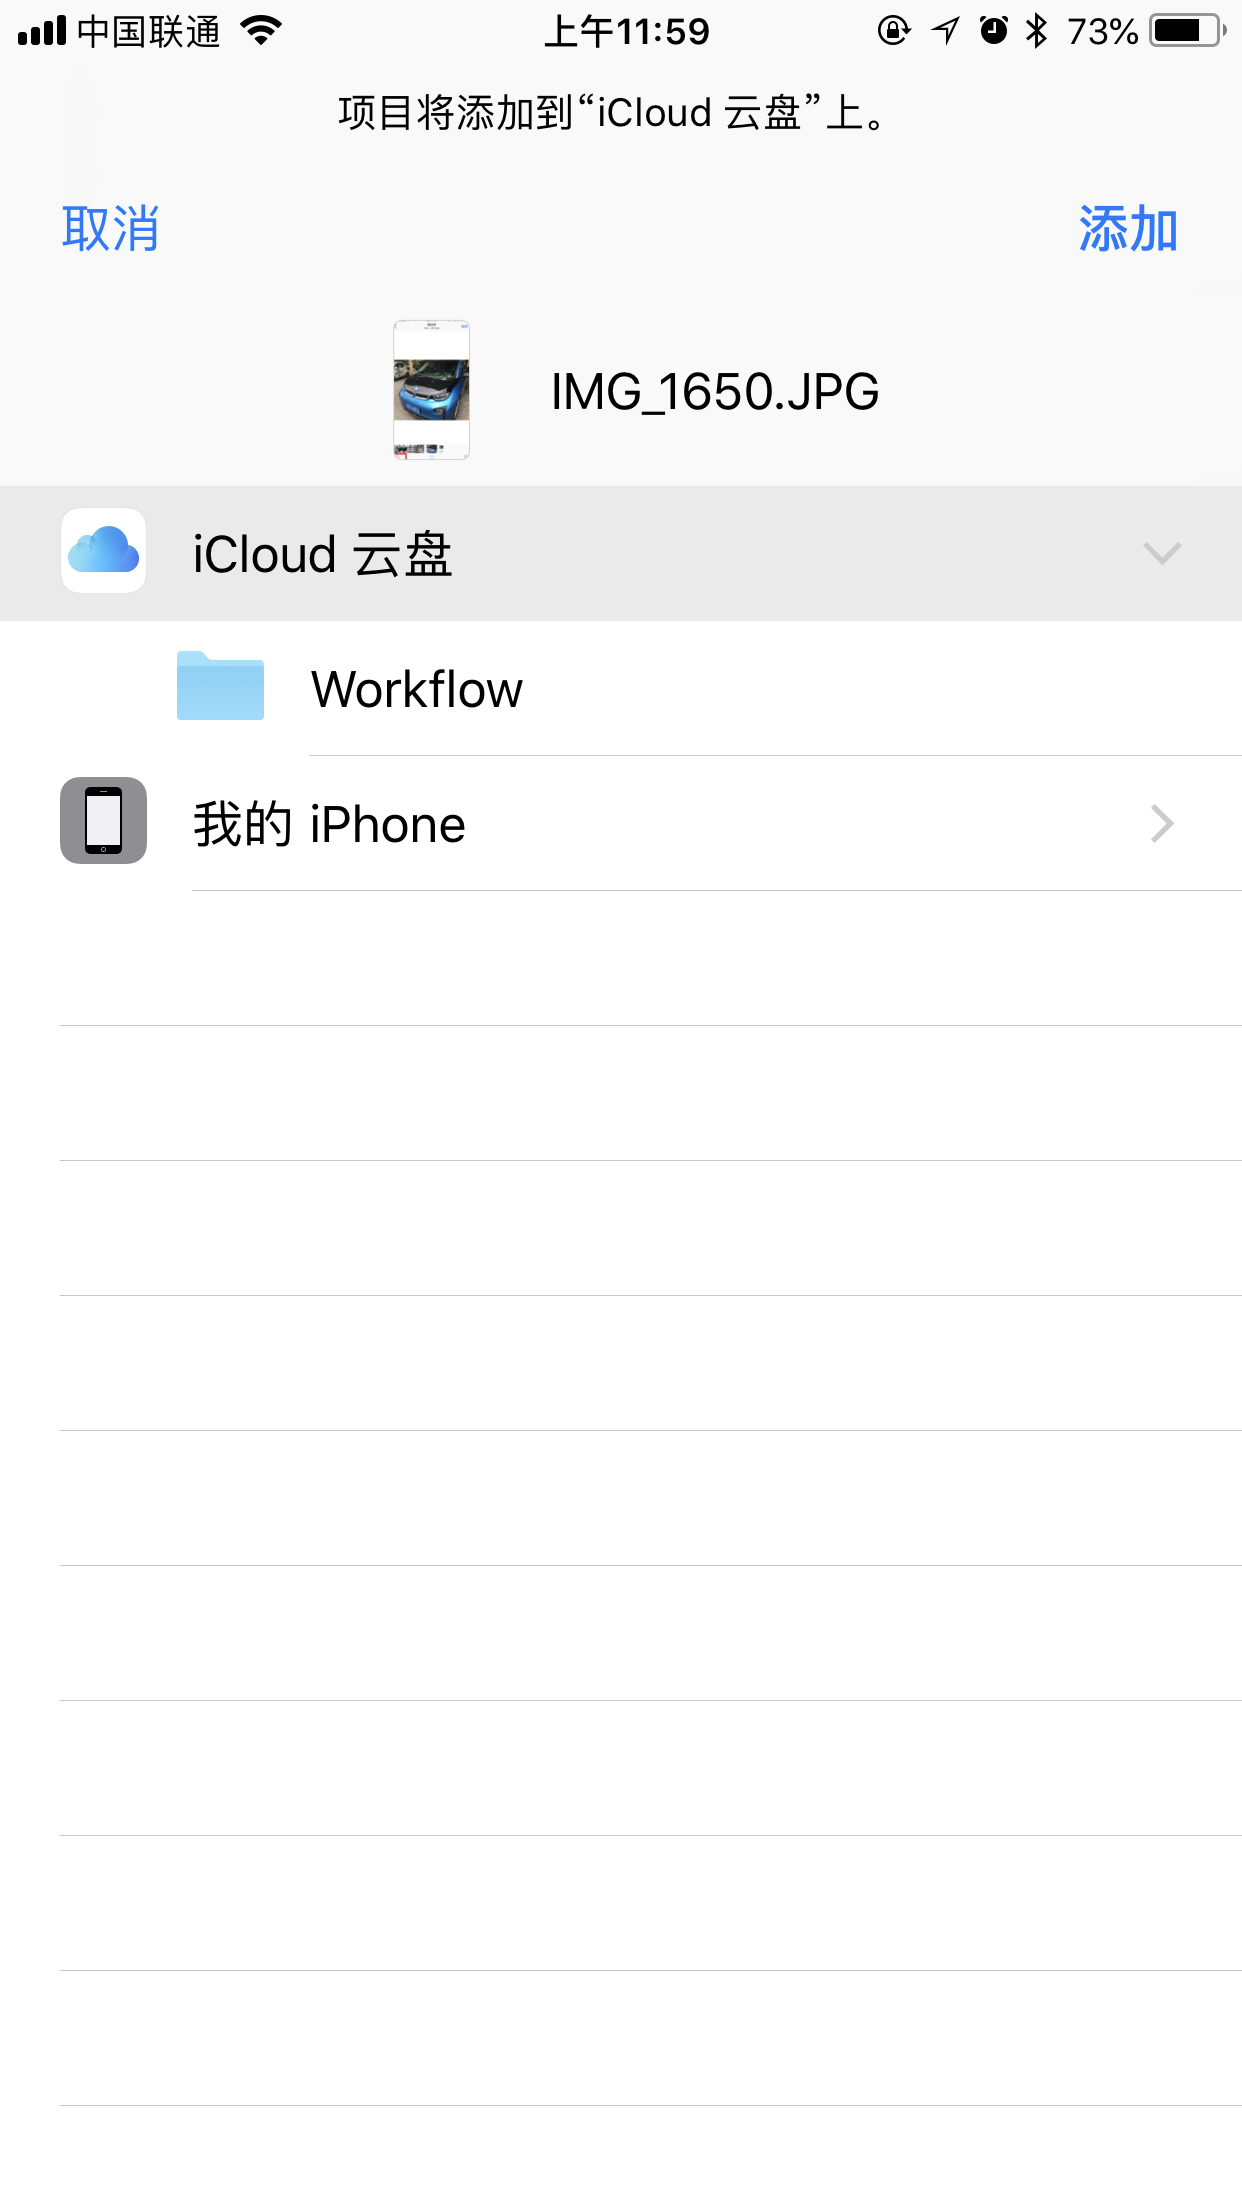 中国联通
上午11:59
73%
项目将添加到“iCloud 云盘”上。
取消
添加
IMG_1650.JPG
iCloud 云盘
Workflow
我的 iPhone